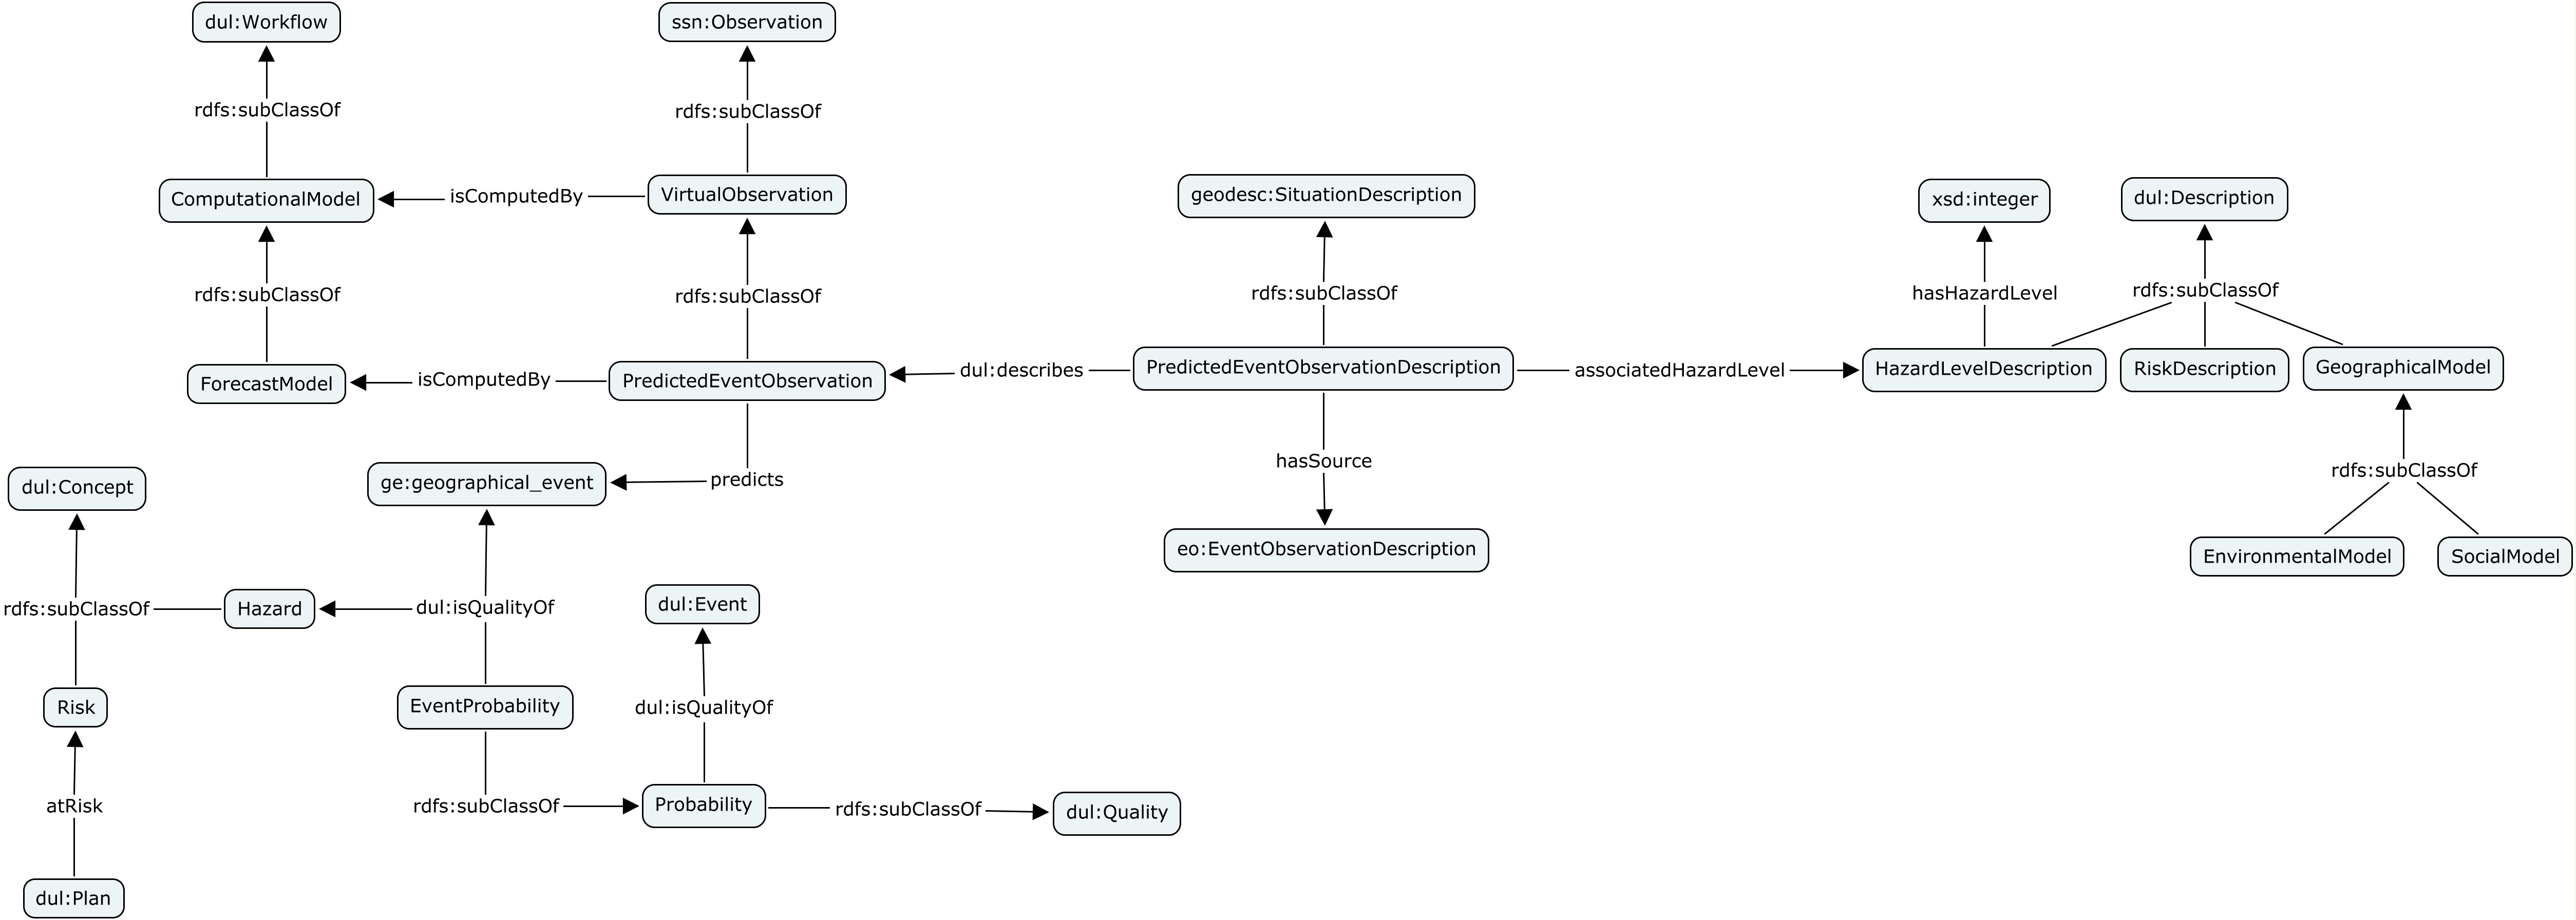 dul:Workflow
ssn:Observation
rdfs:subClassOf
rdfs:subClassOf
geodesc:SituationDescription
xsd:integer
dul:Description
ComputationalModel
isComputedBy
VirtualObservation
rdfs:subClassOf
rdfs:subClassOf
rdfs:subClassOf
hasHazardLevel
rdfs:subClassOf
ForecastModel
isComputedBy
PredictedEventObservation
dul:describes
PredictedEventObservationDescription
associatedHazardLevel
HazardLevelDescription
RiskDescription
GeographicalModel
dul:Concept
ge:geographical_event
predicts
hasSource
rdfs:subClassOf
eo:EventObservationDescription
EnvironmentalModel
SocialModel
rdfs:subClassOf
Hazard
dul:isQualityOf
dul:Event
Risk
EventProbability
dul:isQualityOf
atRisk
rdfs:subClassOf
Probability
rdfs:subClassOf
dul:Quality
dul:Plan